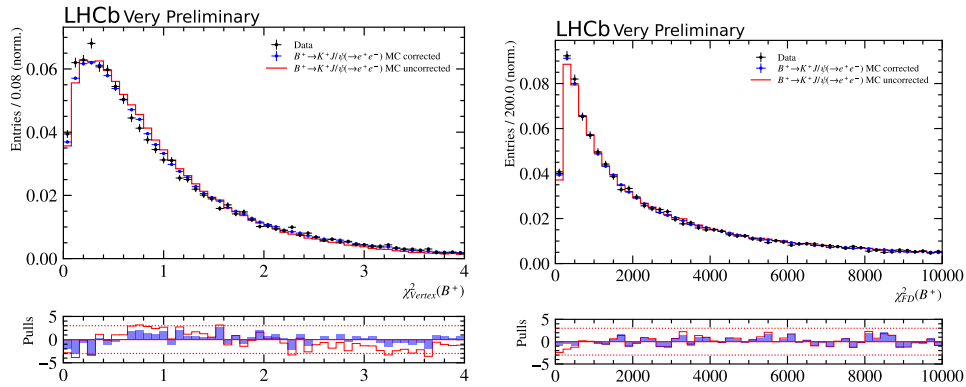 LHCb Very Preliminary
Entries / 0.08 (norm.)
0.06
0.04
0.02
0.00
Data
B⁺→K⁺J/ψ(→e⁺e⁻) MC corrected
B⁺→K⁺J/ψ(→e⁺e⁻) MC uncorrected
0 1 2 3 4
χ²_Vertex(B⁺)
Pulls
5
0
−5
0 1 2 3 4
LHCb Very Preliminary
Entries / 200.0 (norm.)
0.08
0.06
0.04
0.02
0.00
Data
B⁺→K⁺J/ψ(→e⁺e⁻) MC corrected
B⁺→K⁺J/ψ(→e⁺e⁻) MC uncorrected
0 2000 4000 6000 8000 10000
χ²_FD(B⁺)
Pulls
5
0
−5
0 2000 4000 6000 8000 10000